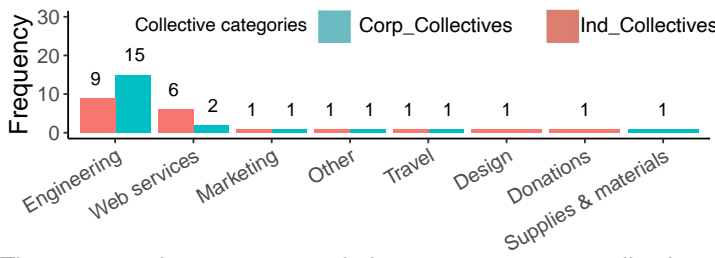 Collective categories Corp_Collectives Ind_Collectives
Frequency
30
20
10
0
9 15 6 2 1 1 1 1 1 1 1 1 1
Engineering
Web services
Marketing
Other
Travel
Design
Donations
Supplies & materials